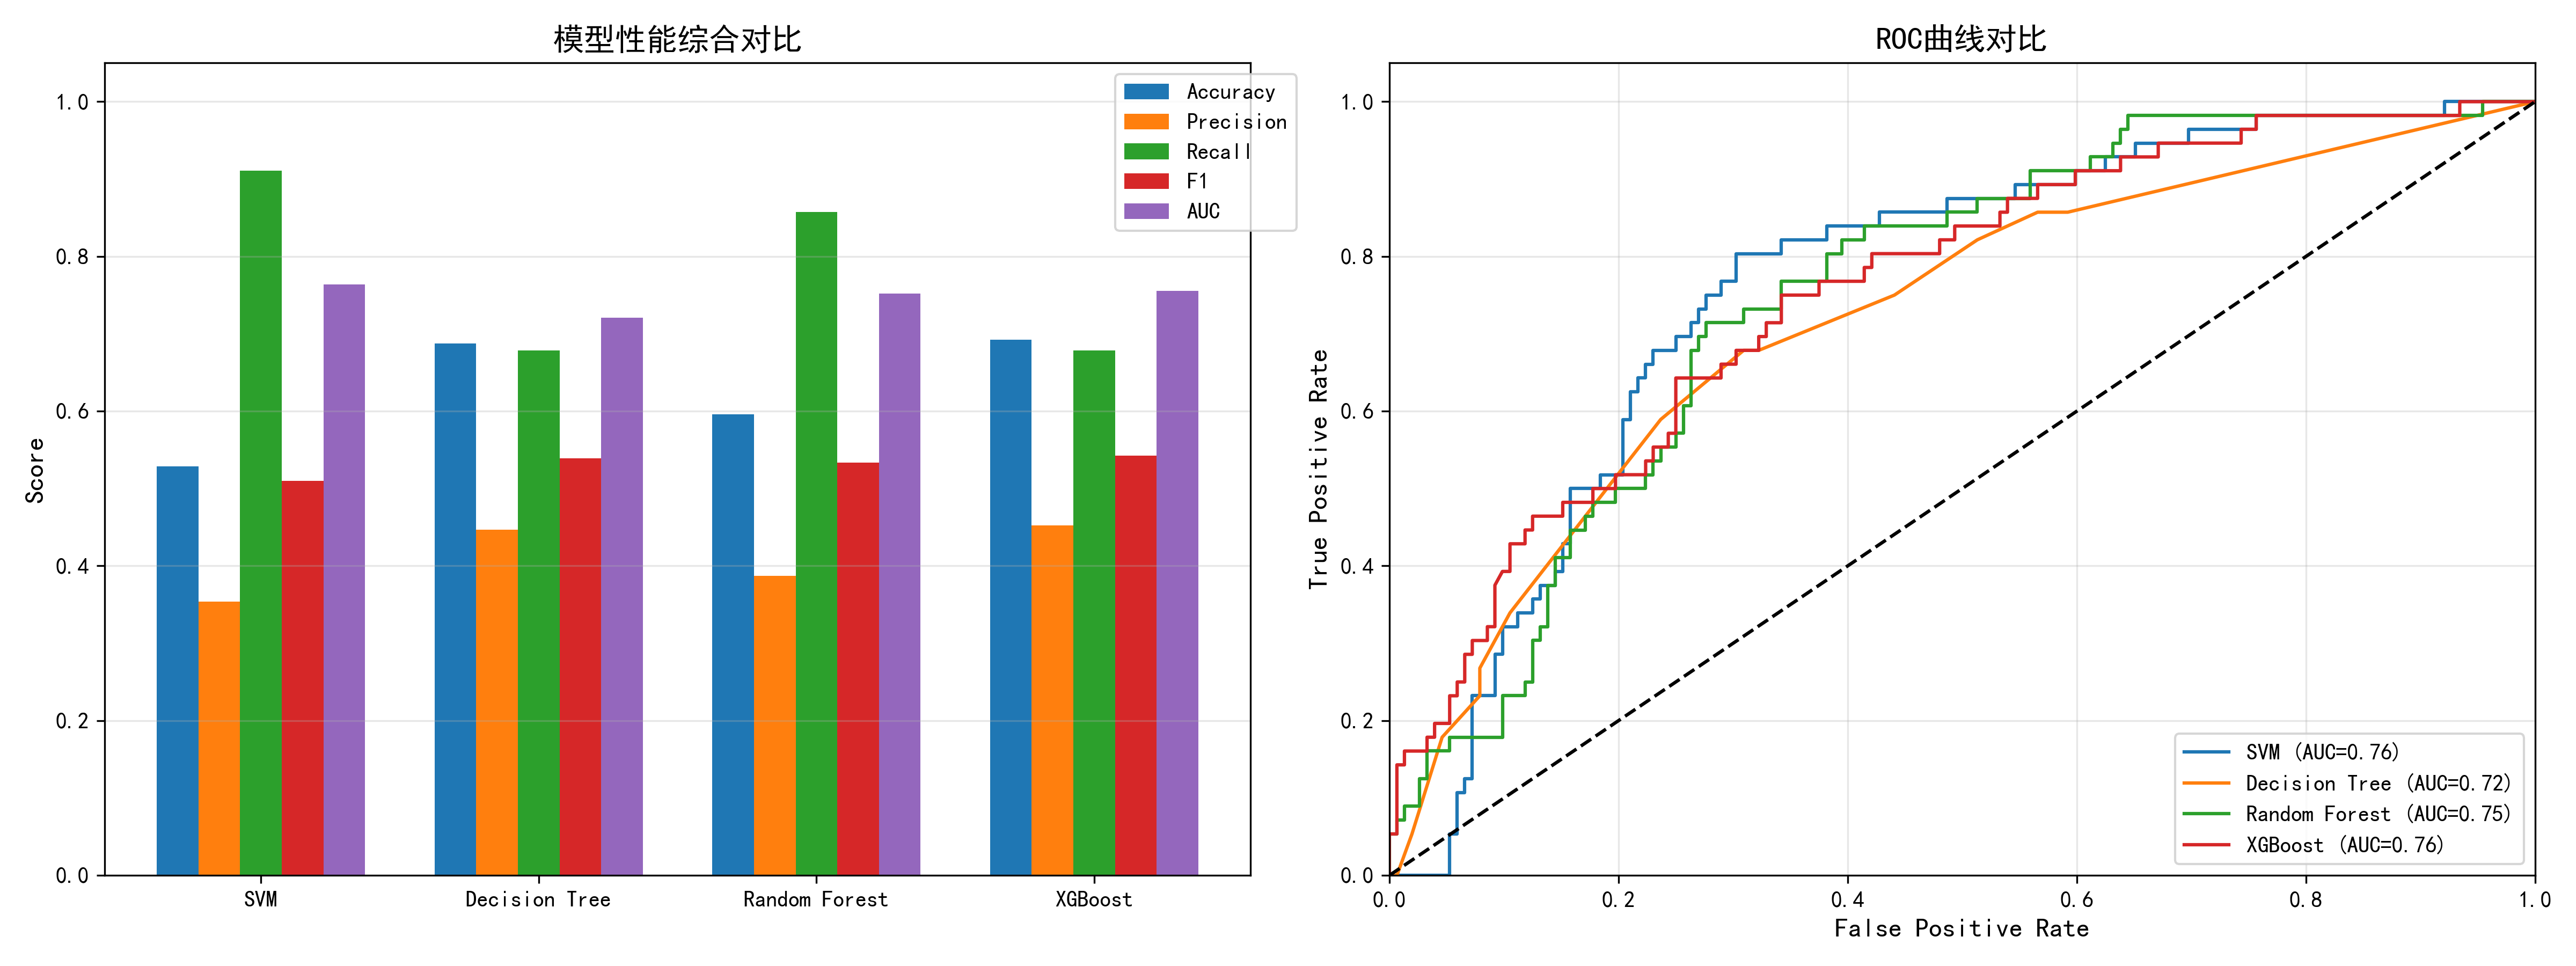 模型性能综合对比
1.0
0.8
0.6
0.4
0.2
0.0
Score
SVM
Decision Tree
Random Forest
XGBoost
Accuracy
Precision
Recall
F1
AUC
ROC曲线对比
1.0
0.8
0.6
0.4
0.2
0.0
True Positive Rate
0.0
0.2
0.4
0.6
0.8
1.0
False Positive Rate
SVM (AUC=0.76)
Decision Tree (AUC=0.72)
Random Forest (AUC=0.75)
XGBoost (AUC=0.76)